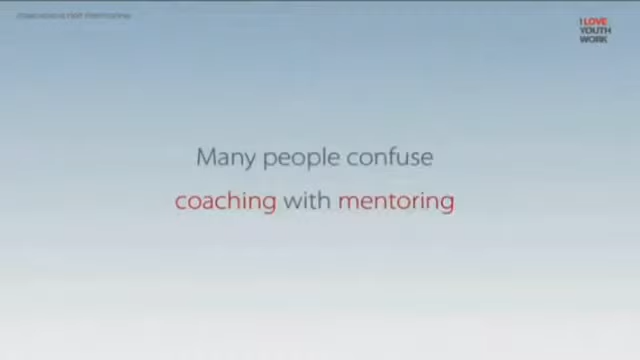 I LOVE
YOUTH
WORK
Many people confuse
coaching with mentoring